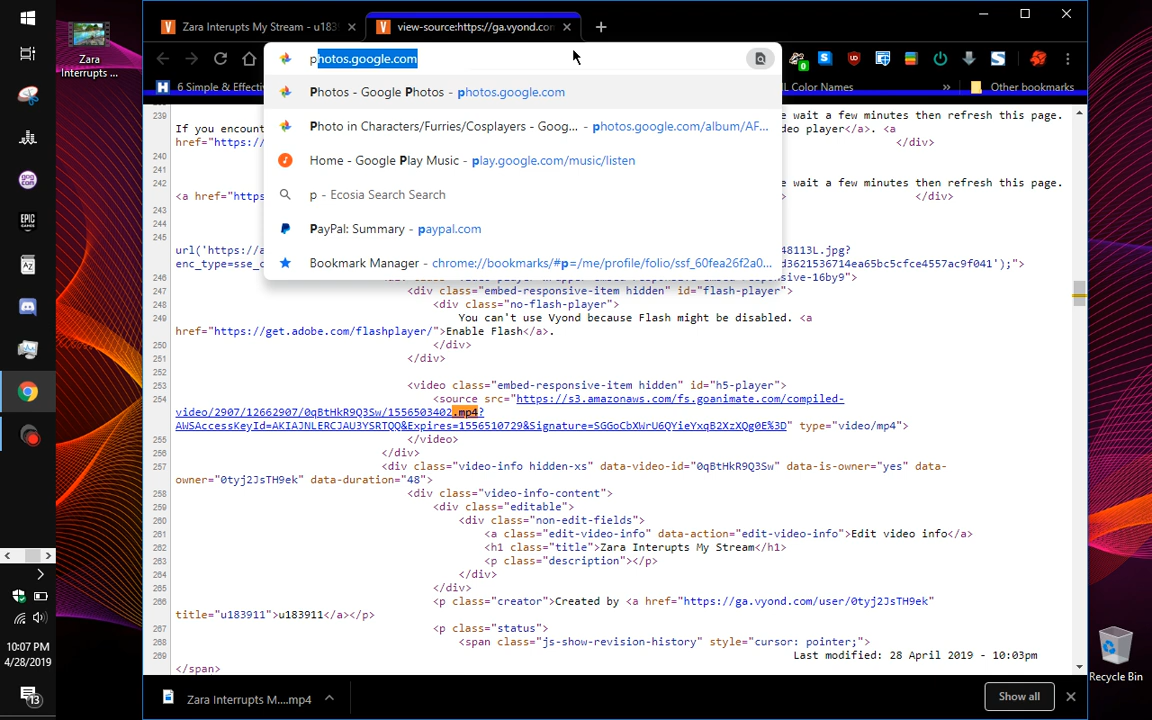 Zara
Interrupts ...
Zara Interupts My Stream - u183
view-source:https://ga.vyond.con
photos.google.com
0
6 Simple & Effecti
L Color Names
»
Other bookmarks
Photos - Google Photos - photos.google.com
Photo in Characters/Furries/Cosplayers - Goog... - photos.google.com/album/AF...
Home - Google Play Music - play.google.com/music/listen
p - Ecosia Search Search
PayPal: Summary - paypal.com
Bookmark Manager - chrome://bookmarks/#p=/me/profile/folio/ssf_60fea26f2a0...
239
e wait a few minutes then refresh this page.
If you encount
deo player</a>. <a
href="https:/
</div>
240
241
242
e wait a few minutes then refresh this page.
<a href="https
</div>
243
244
245
url('https://a
48113L.jpg?
enc_type=sse_c
d3621536714ea65bc5cfce4557ac9f041');">
246
sive-16by9">
247 <div class="embed-responsive-item hidden" id="flash-player">
248 <div class="no-flash-player">
249 You can't use Vyond because Flash might be disabled. <a
href="https://get.adobe.com/flashplayer/">Enable Flash</a>.
250 </div>
251 </div>
252
253 <video class="embed-responsive-item hidden" id="h5-player">
254 <source src="https://s3.amazonaws.com/fs.goanimate.com/compiled-
video/2907/12662907/0qBtHkR9Q3Sw/1556503402.mp4?
AWSAccessKeyId=AKIAJNLERCJAU3YSRTQQ&Expires=1556510729&Signature=SGGoCbXWrU6QYieYxqB2XzXQg0E%3D" type="video/mp4">
255 </video>
256 </div>
257 <div class="video-info hidden-xs" data-video-id="0qBtHkR9Q3Sw" data-is-owner="yes" data-
owner="0tyj2JsTH9ek" data-duration="48">
258 <div class="video-info-content">
259 <div class="editable">
260 <div class="non-edit-fields">
261 <a class="edit-video-info" data-action="edit-video-info">Edit video info</a>
262 <h1 class="title">Zara Interupts My Stream</h1>
263 <p class="description"></p>
264 </div>
265 </div>
266 <p class="creator">Created by <a href="https://ga.vyond.com/user/0tyj2JsTH9ek"
title="u183911">u183911</a></p>
267 <p class="status">
268 <span class="js-show-revision-history" style="cursor: pointer;">
269 Last modified: 28 April 2019 - 10:03pm
</span>
Zara Interrupts M....mp4
Show all
gog
com
EPIC
GAMES
10:07 PM
4/28/2019
13
Recycle Bin